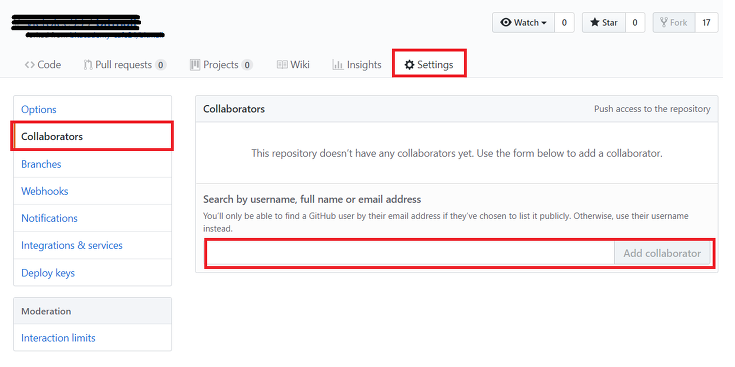 Watch 0 Star 0 Fork 17
Code Pull requests 0 Projects 0 Wiki Insights Settings
Options
Collaborators
Branches
Webhooks
Notifications
Integrations & services
Deploy keys
Moderation
Interaction limits
Collaborators Push access to the repository
This repository doesn't have any collaborators yet. Use the form below to add a collaborator.
Search by username, full name or email address
You'll only be able to find a GitHub user by their email address if they've chosen to list it publicly. Otherwise, use their username
instead.
Add collaborator